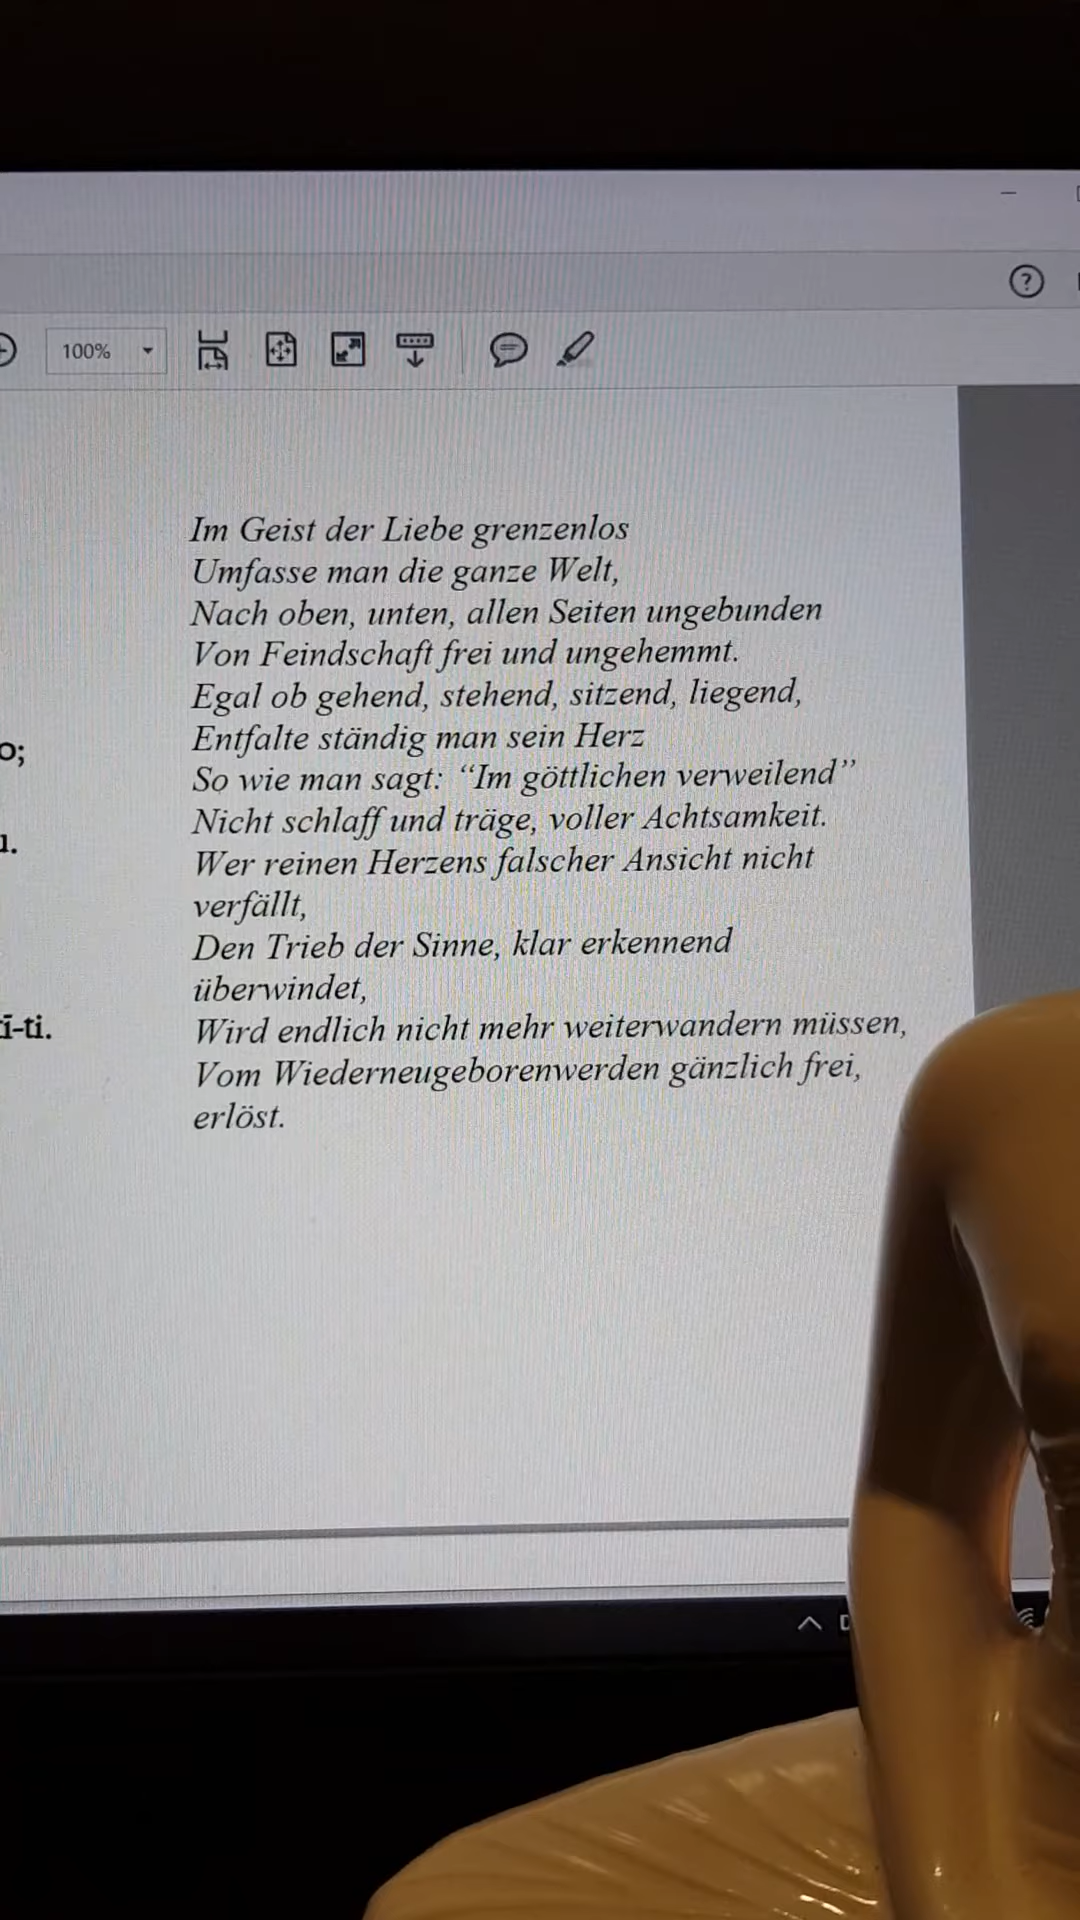 100%
Im Geist der Liebe grenzenlos
Umfasse man die ganze Welt,
Nach oben, unten, allen Seiten ungebunden
Von Feindschaft frei und ungehemmt.
Egal ob gehend, stehend, sitzend, liegend,
Entfalte ständig man sein Herz
So wie man sagt: “Im göttlichen verweilend”
Nicht schlaff und träge, voller Achtsamkeit.
Wer reinen Herzens falscher Ansicht nicht
verfällt,
Den Trieb der Sinne, klar erkennend
überwindet,
Wird endlich nicht mehr weiterwandern müssen,
Vom Wiederneugeborenwerden gänzlich frei,
erlöst.